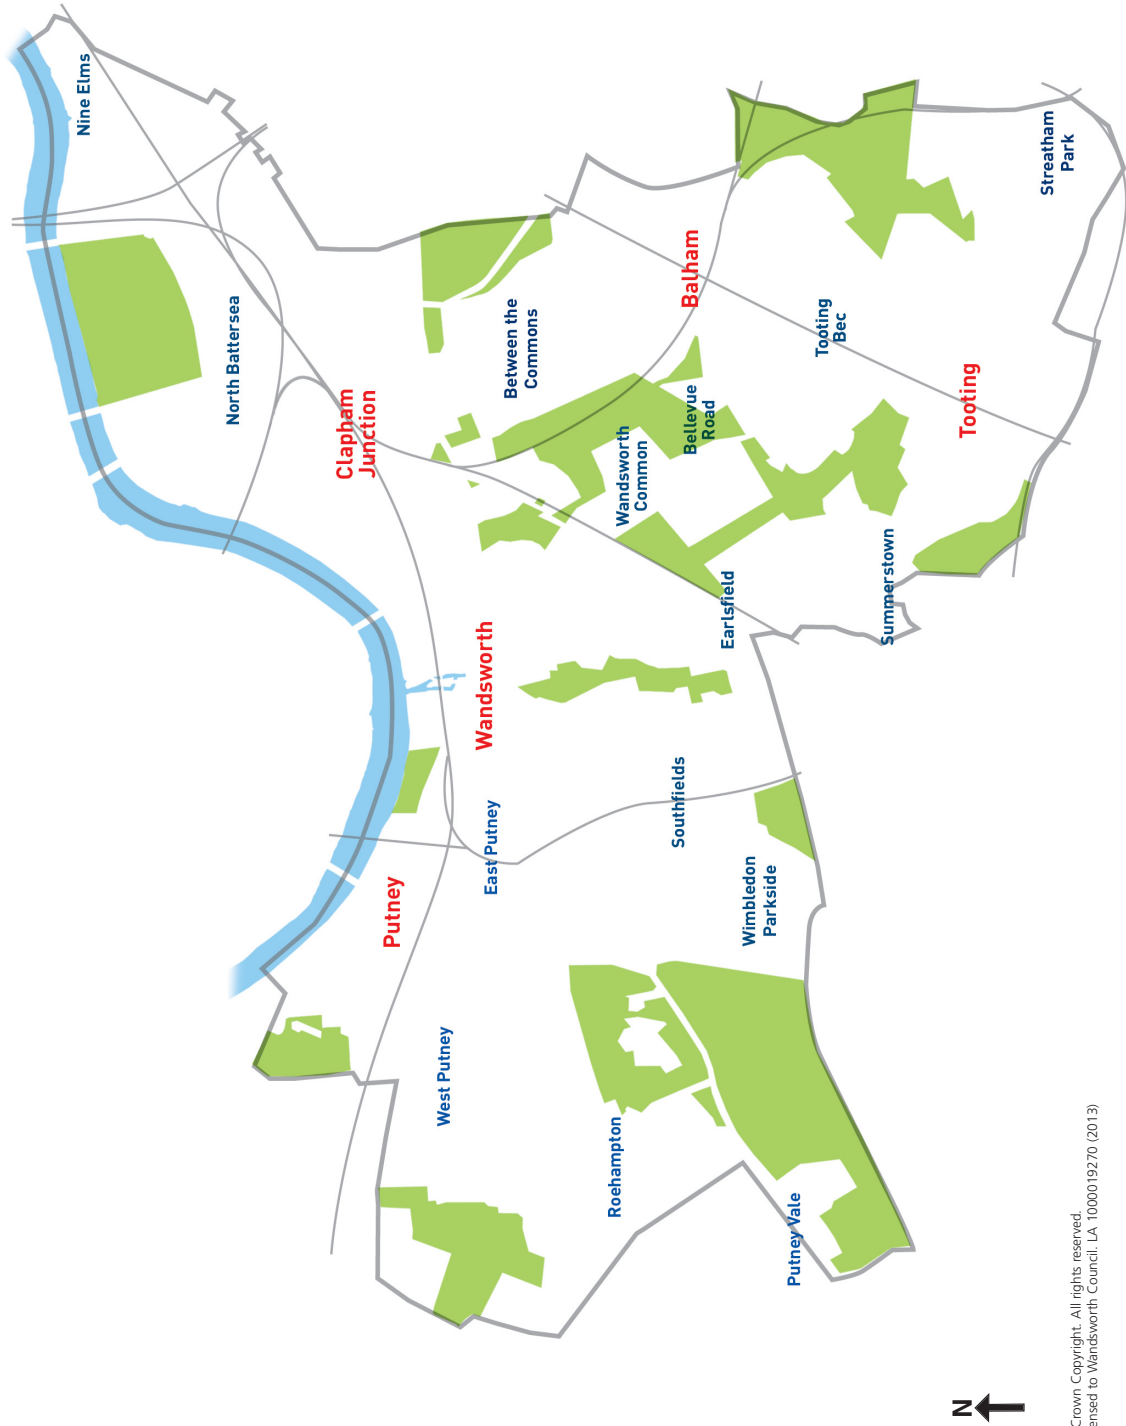 Nine Elms
North Battersea
Clapham
Junction
Between the
Commons
Balham
Streatham
Park
Tooting
Bec
Bellevue
Road
Wandsworth
Common
Tooting
Earlsfield
Summerstown
Wandsworth
Southfields
East Putney
Putney
Wimbledon
Parkside
West Putney
Roehampton
Putney Vale
N
Crown Copyright. All rights reserved.
ensed to Wandsworth Council. LA 1000019270 (2013)